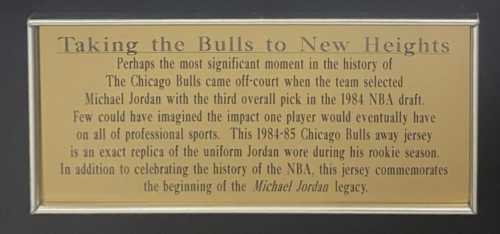 Taking the Bulls to New Heights
Perhaps the most significant moment in the history of
The Chicago Bulls came off-court when the team selected
Michael Jordan with the third overall pick in the 1984 NBA draft.
Few could have imagined the impact one player would eventually have
on all of professional sports. This 1984-85 Chicago Bulls away jersey
is an exact replica of the uniform Jordan wore during his rookie season.
In addition to celebrating the history of the NBA, this jersey commemorates
the beginning of the Michael Jordan legacy.